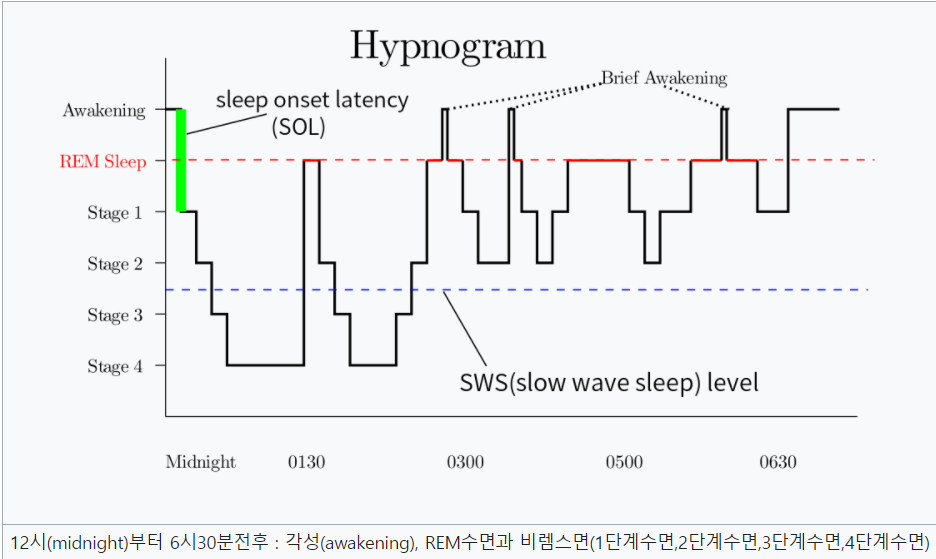 Hypnogram
Brief Awakening
sleep onset latency
(SOL)
Awakening
REM Sleep
Stage 1
Stage 2
Stage 3
Stage 4
SWS(slow wave sleep) level
Midnight 0130 0300 0500 0630
12시(midnight)부터 6시30분전후 : 각성(awakening), REM수면과 비렘스면(1단계수면,2단계수면,3단계수면,4단계수면)